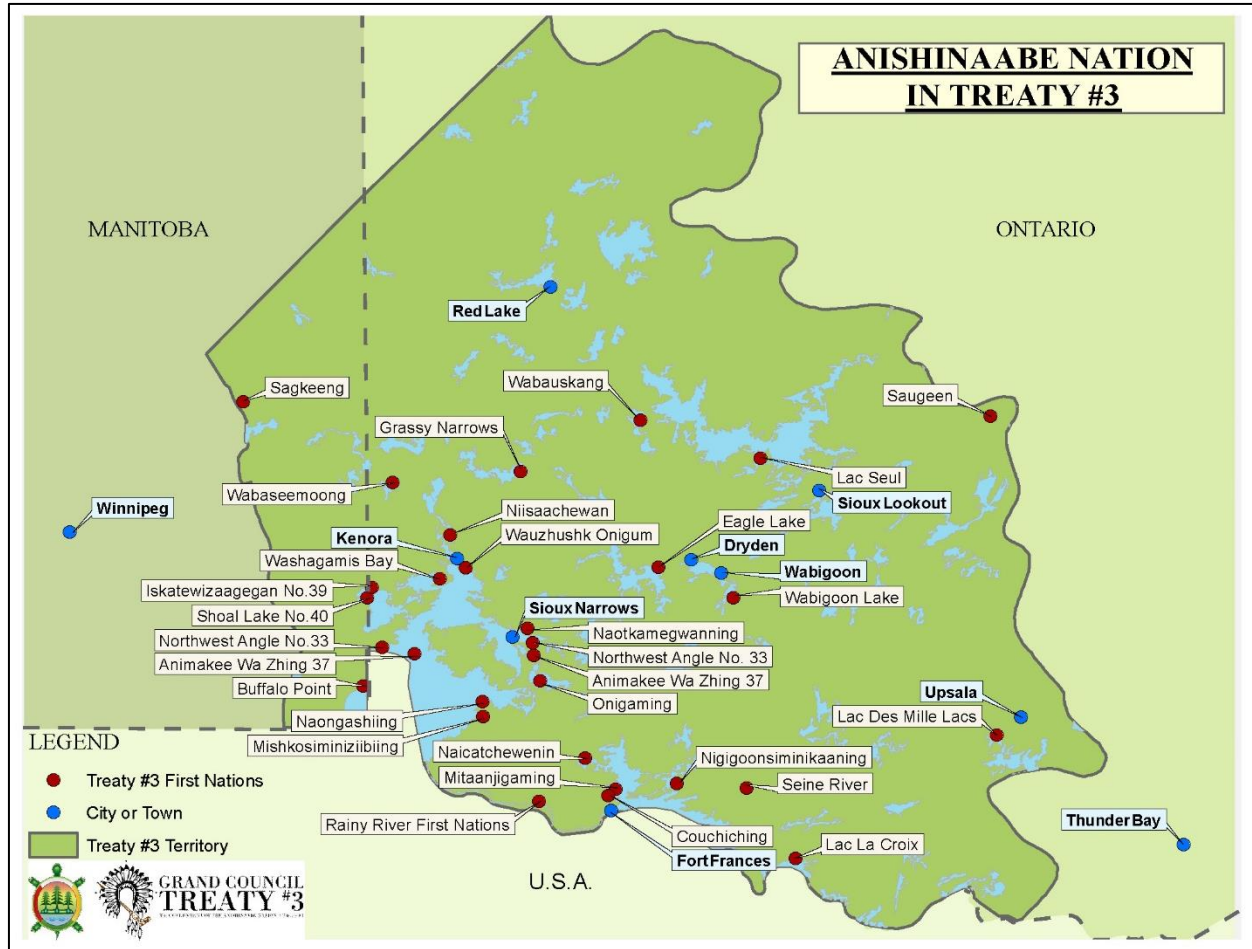 ANISHINAABE NATION
IN TREATY #3
MANITOBA
ONTARIO
Red Lake
Sagkeeng
Wabauskang
Saugeen
Grassy Narrows
Lac Seul
Wabaseemoong
Sioux Lookout
Winnipeg
Niisaachewan
Eagle Lake
Kenora
Wauzhushk Onigum
Dryden
Washagamis Bay
Wabigoon
Iskatewizaagegan No.39
Wabigoon Lake
Shoal Lake No.40
Sioux Narrows
Naotkamegwanning
Northwest Angle No.33
Northwest Angle No. 33
Animakee Wa Zhing 37
Animakee Wa Zhing 37
Buffalo Point
Onigaming
Upsala
Naongashiing
Lac Des Mille Lacs
Mishkosiminiziibiing
Naicatchewenin
Nigigoonsiminikaaning
Mitaanjigaming
Seine River
Rainy River First Nations
Couchiching
Thunder Bay
Fort Frances
Lac La Croix
U.S.A.
LEGEND
Treaty #3 First Nations
City or Town
Treaty #3 Territory
GRAND COUNCIL
TREATY #3